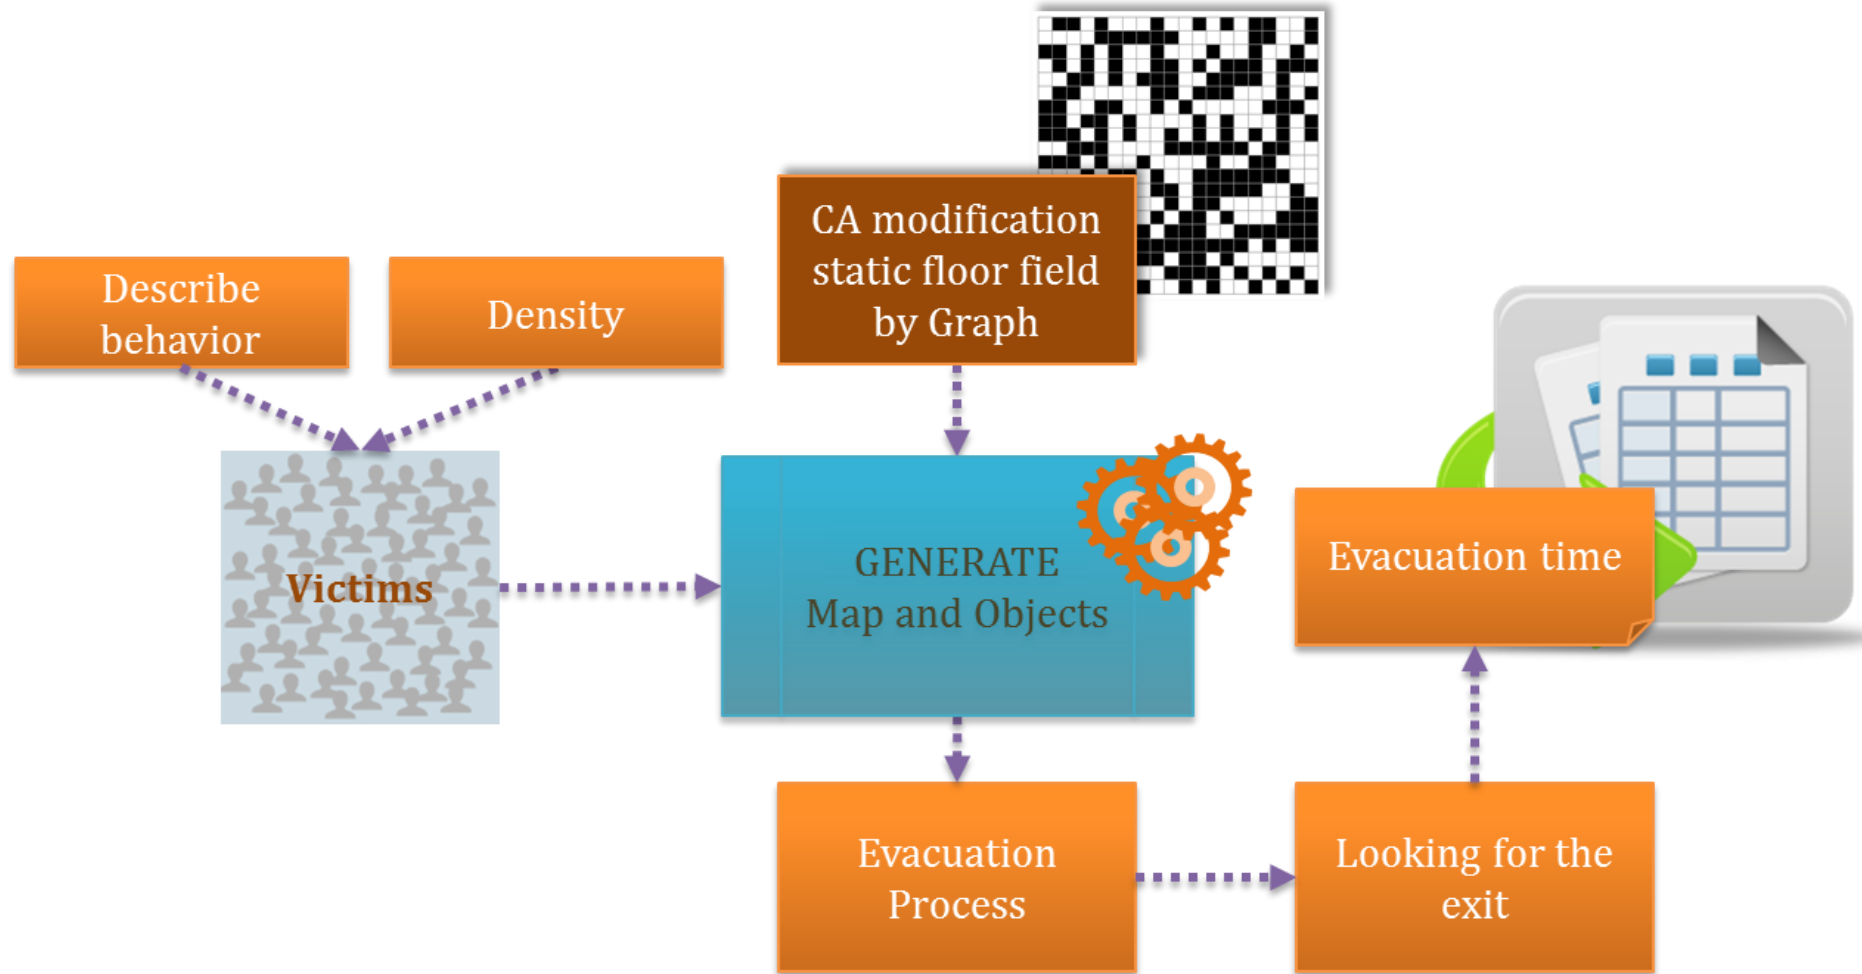 CA modification
static floor field
by Graph
Describe
behavior
Density
Victims
GENERATE
Map and Objects
Evacuation time
Evacuation
Process
Looking for the
exit